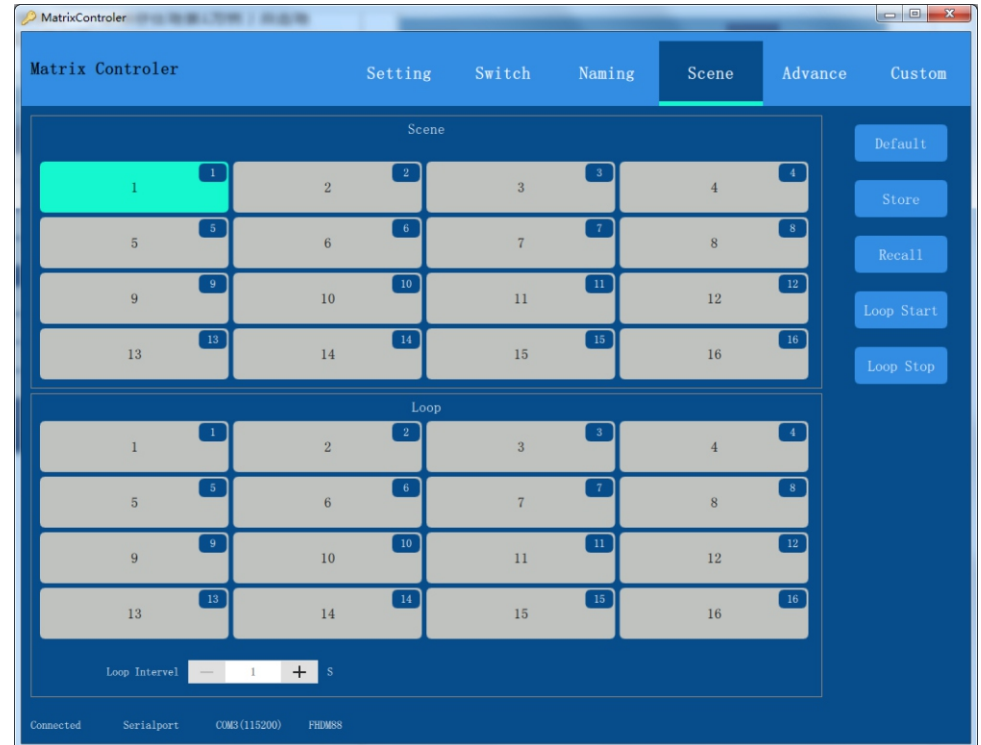 MatrixControler
Matrix Controler
Setting Switch Naming Scene Advance Custom
Scene
1 1 2 2 3 3 4 4
5 5 6 6 7 7 8 8
9 9 10 10 11 11 12 12
13 13 14 14 15 15 16 16
Default
Store
Recall
Loop Start
Loop Stop
Loop
1 1 2 2 3 3 4 4
5 5 6 6 7 7 8 8
9 9 10 10 11 11 12 12
13 13 14 14 15 15 16 16
Loop Intervel — 1 + S
Connected Serialport COM3(115200) FHDM88